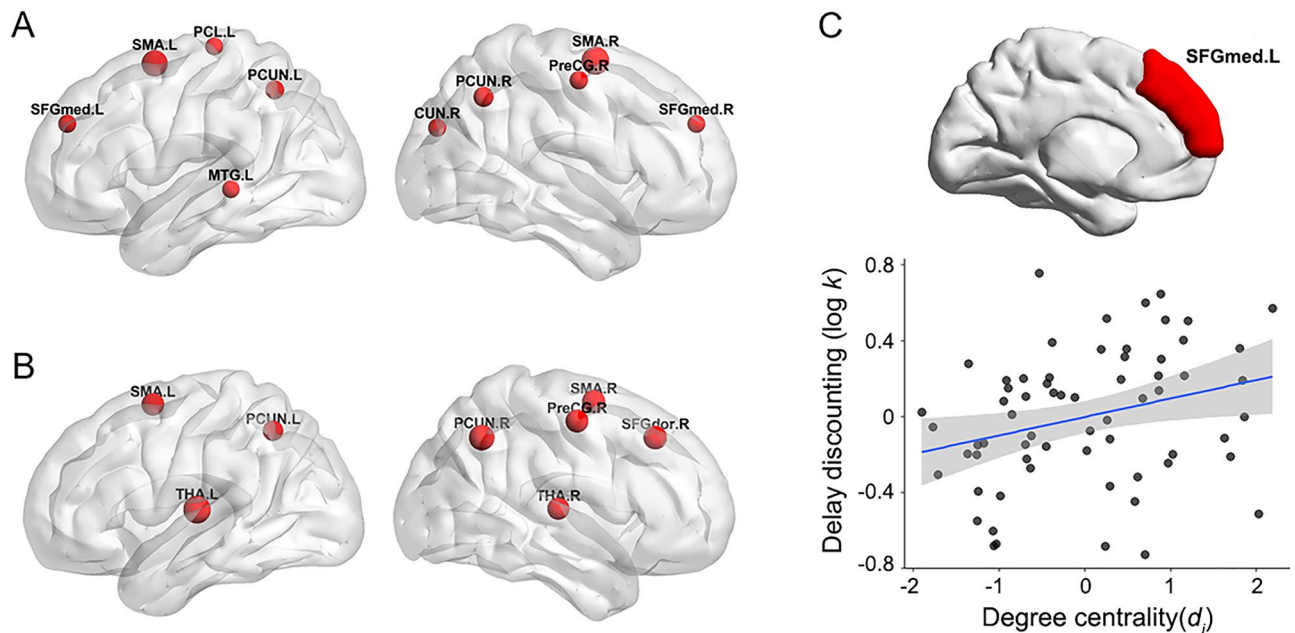 A
SMA.L
PCL.L
PCUN.L
SFGmed.L
MTG.L
SMA.R
PreCG.R
PCUN.R
CUN.R
SFGmed.R
B
SMA.L
PCUN.L
THA.L
SMA.R
PreCG.R
PCUN.R
SFGdor.R
THA.R
C
SFGmed.L
Delay discounting (log k)
0.8
0.4
0
-0.4
-0.8
-2
-1
0
1
2
Degree centrality(di)